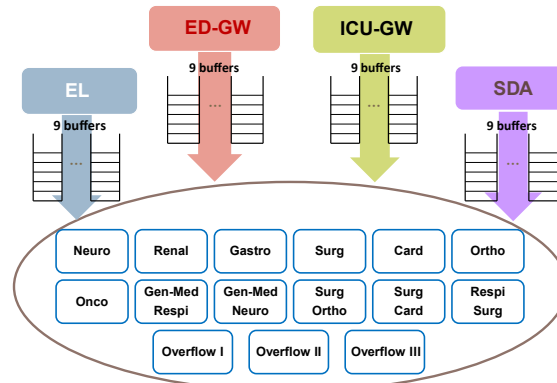 ED-GW
ICU-GW
EL
SDA
9 buffers
9 buffers
9 buffers
9 buffers
...
...
...
...
Neuro
Renal
Gastro
Surg
Card
Ortho
Onco
Gen-Med
Respi
Gen-Med
Neuro
Surg
Ortho
Surg
Card
Respi
Surg
Overflow I
Overflow II
Overflow III